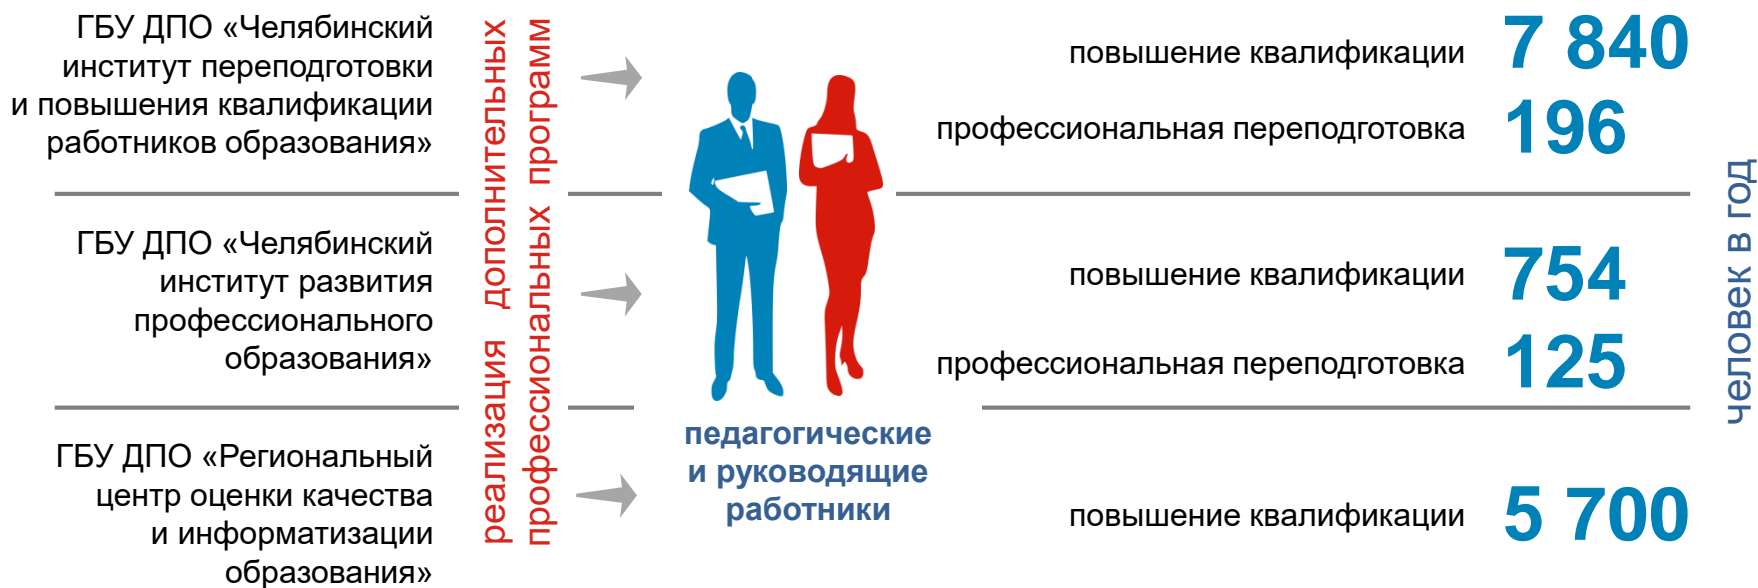 ГБУ ДПО «Челябинский
институт переподготовки
и повышения квалификации
работников образования»
ГБУ ДПО «Челябинский
институт развития
профессионального
образования»
ГБУ ДПО «Региональный
центр оценки качества
и информатизации
образования»
реализация дополнительных
профессиональных программ
педагогические
и руководящие
работники
повышение квалификации 7 840
профессиональная переподготовка 196
повышение квалификации 754
профессиональная переподготовка 125
повышение квалификации 5 700
человек в год